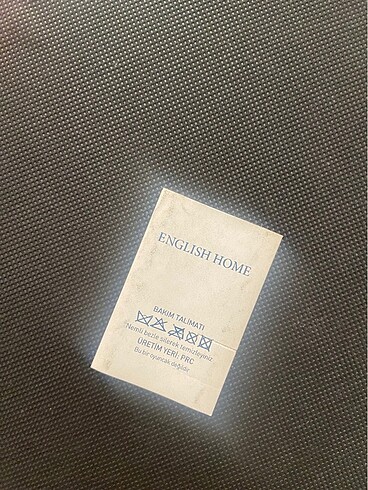 ENGLISH HOME
BAKIM TALİMATI
*Nemli bezle silerek temizleyiniz.
ÜRETİM YERİ: PRC
Bu bir oyuncak değildir.